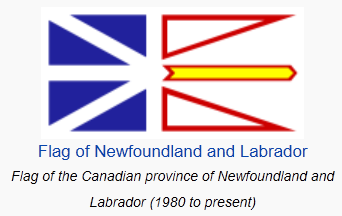 Flag of Newfoundland and Labrador
Flag of the Canadian province of Newfoundland and
Labrador (1980 to present)